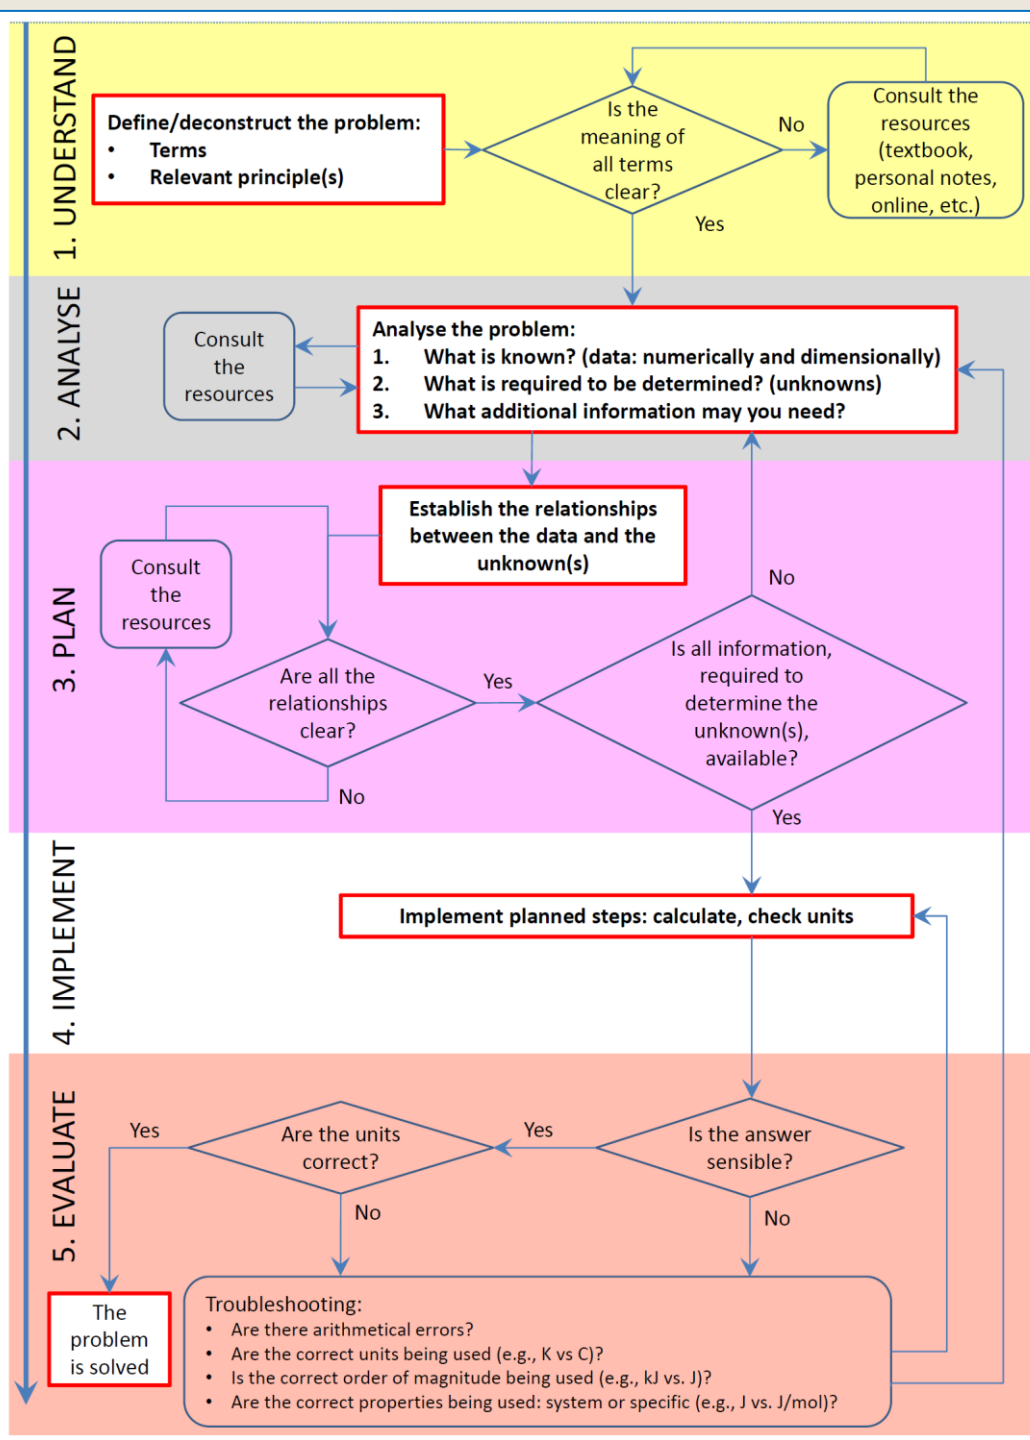 1. UNDERSTAND
Define/deconstruct the problem:
• Terms
• Relevant principle(s)
Is the
meaning of
all terms
clear?
No
Consult the
resources
(textbook,
personal notes,
online, etc.)
Yes
2. ANALYSE
Consult
the
resources
Analyse the problem:
1. What is known? (data: numerically and dimensionally)
2. What is required to be determined? (unknowns)
3. What additional information may you need?
3. PLAN
Establish the relationships
between the data and the
unknown(s)
Consult
the
resources
Are all the
relationships
clear?
Yes
No
Is all information,
required to
determine the
unknown(s),
available?
No
Yes
4. IMPLEMENT
Implement planned steps: calculate, check units
5. EVALUATE
Is the answer
sensible?
Yes
No
Are the units
correct?
Yes
No
The
problem
is solved
Troubleshooting:
• Are there arithmetical errors?
• Are the correct units being used (e.g., K vs C)?
• Is the correct order of magnitude being used (e.g., kJ vs. J)?
• Are the correct properties being used: system or specific (e.g., J vs. J/mol)?